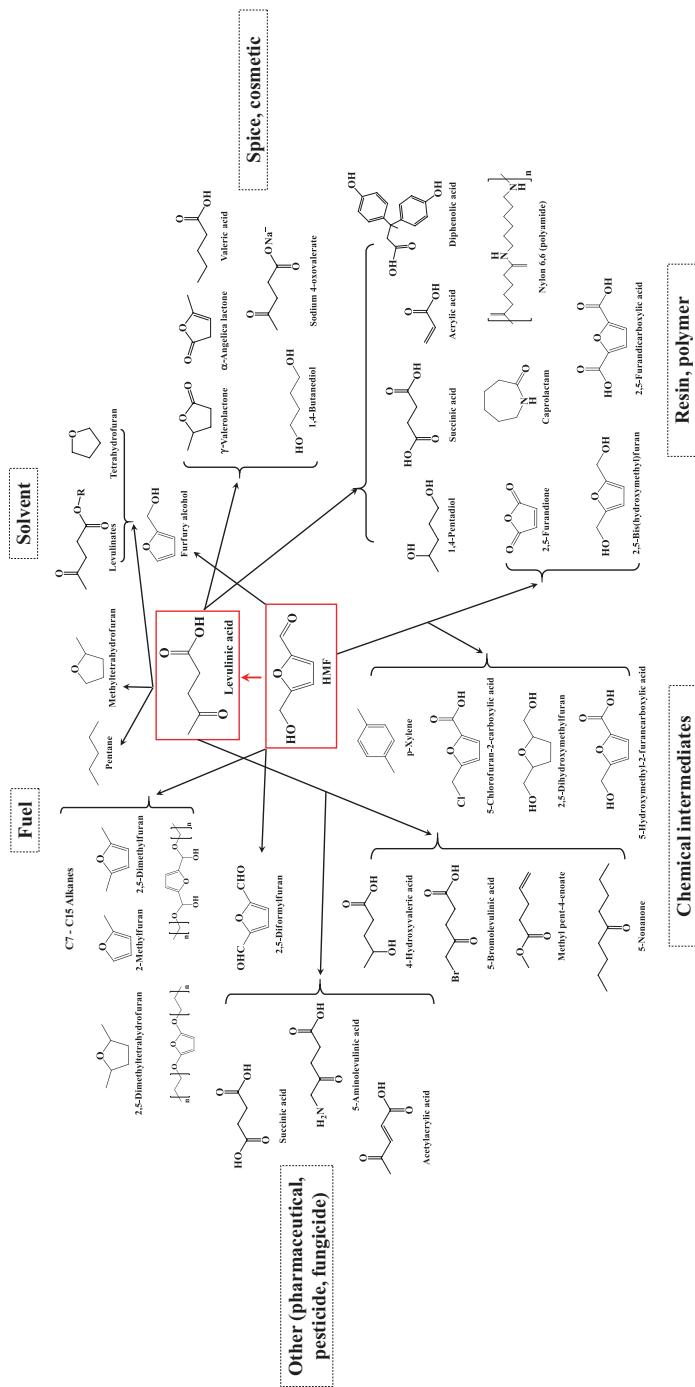 Fuel
Solvent
Spice, cosmetic
Other (pharmaceutical,
pesticide, fungicide)
Chemical intermediates
Resin, polymer
C7 - C15 Alkanes
2,5-Dimethyltetrahydrofuran
2-Methylfuran
2,5-Dimethylfuran
Pentane
Methyltetrahydrofuran
Levulinates
Tetrahydrofuran
Furfury alcohol
γ-Valerolactone
α-Angelica lactone
Valeric acid
1,4-Butanediol
Sodium 4-oxovalerate
Levulinic acid
HMF
2,5-Diformylfuran
Succinic acid
5-Aminolevulinic acid
Acetylacrylic acid
4-Hydroxyvaleric acid
5-Bromolevulinic acid
Methyl pent-4-enoate
5-Nonanone
p-Xylene
5-Chlorofuran-2-carboxylic acid
2,5-Dihydroxymethylfuran
5-Hydroxymethyl-2-furancarboxylic acid
1,4-Pentadiol
Succinic acid
Acrylic acid
Diphenolic acid
2,5-Furandione
Caprolactam
Nylon 6,6 (polyamide)
2,5-Bis(hydroxymethyl)furan
2,5-Furandicarboxylic acid